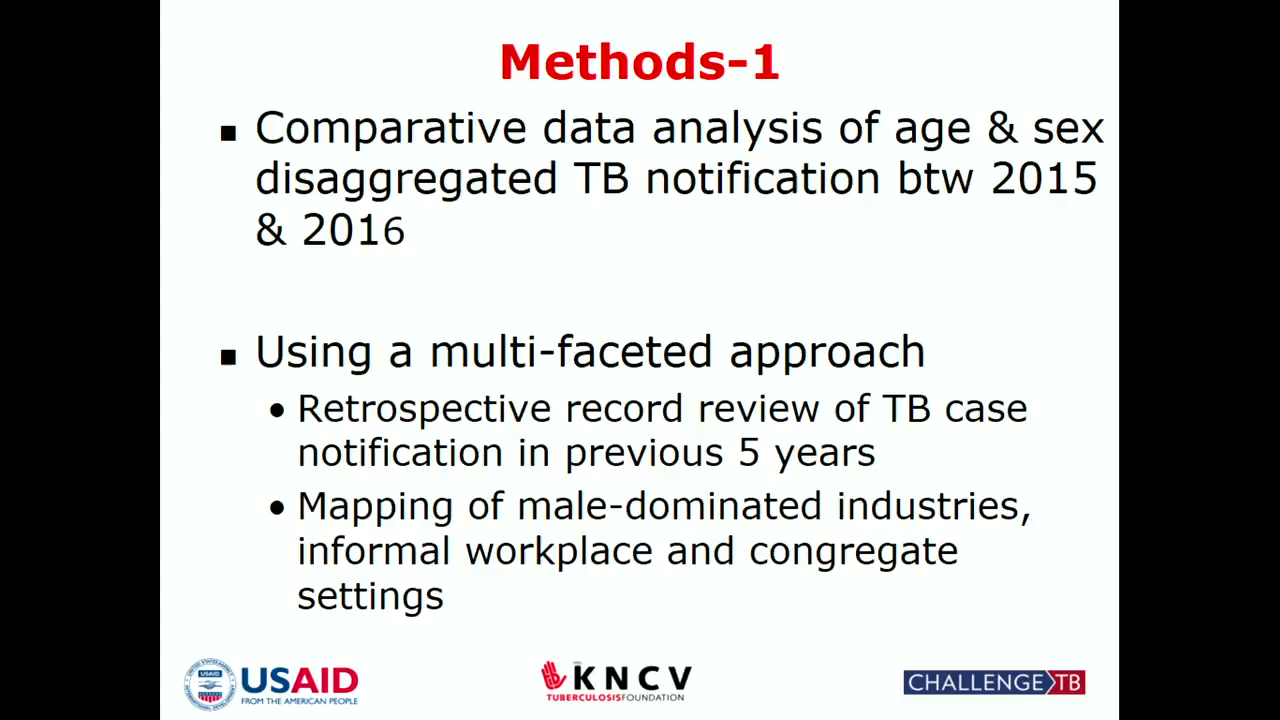 Methods-1
▪ Comparative data analysis of age & sex
disaggregated TB notification btw 2015
& 2016
▪ Using a multi-faceted approach
• Retrospective record review of TB case
notification in previous 5 years
• Mapping of male-dominated industries,
informal workplace and congregate
settings
USAID
FROM THE AMERICAN PEOPLE
KNCV
TUBERCULOSISFOUNDATION
CHALLENGE TB